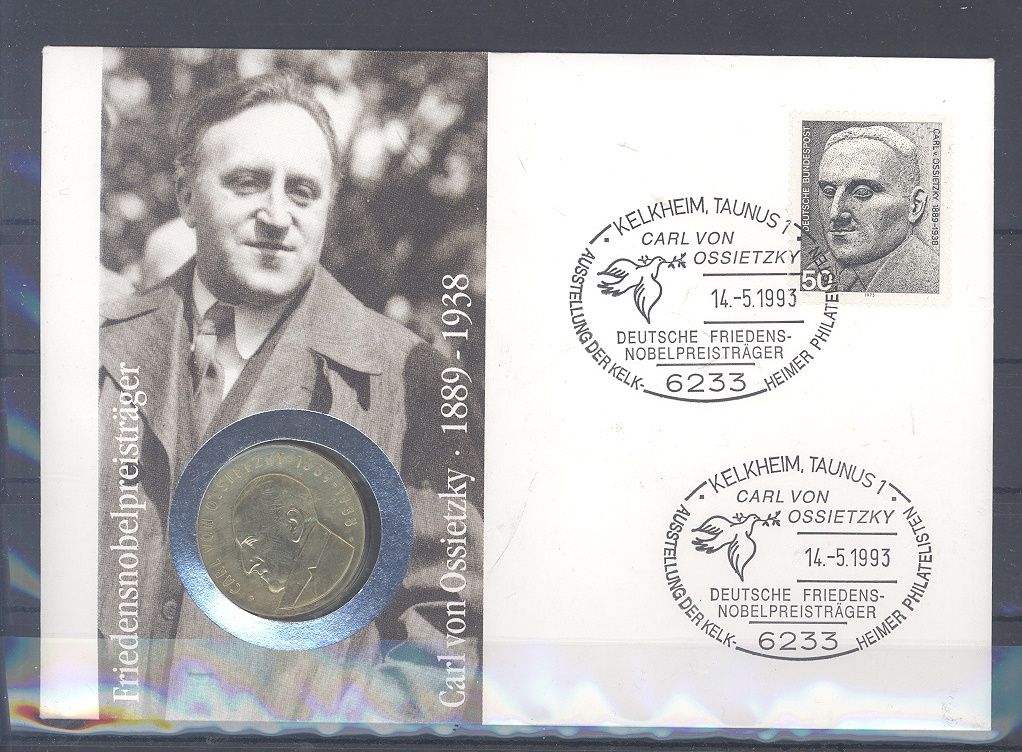 Friedensnobelpreisträger
Carl von Ossietzky · 1889-1938
CARL VON OSSIETZKY · 1889-1938
DEUTSCHE BUNDESPOST
CARL v. OSSIETZKY 1889-1938
50
1975
· KELKHEIM, TAUNUS 1 ·
CARL VON
OSSIETZKY
14.-5.1993
DEUTSCHE FRIEDENS-
NOBELPREISTRÄGER
6233
AUSSTELLUNG DER KELK-
HEIMER PHILATELISTEN
· KELKHEIM, TAUNUS 1 ·
CARL VON
OSSIETZKY
14.-5.1993
DEUTSCHE FRIEDENS-
NOBELPREISTRÄGER
6233
AUSSTELLUNG DER KELK-
HEIMER PHILATELISTEN